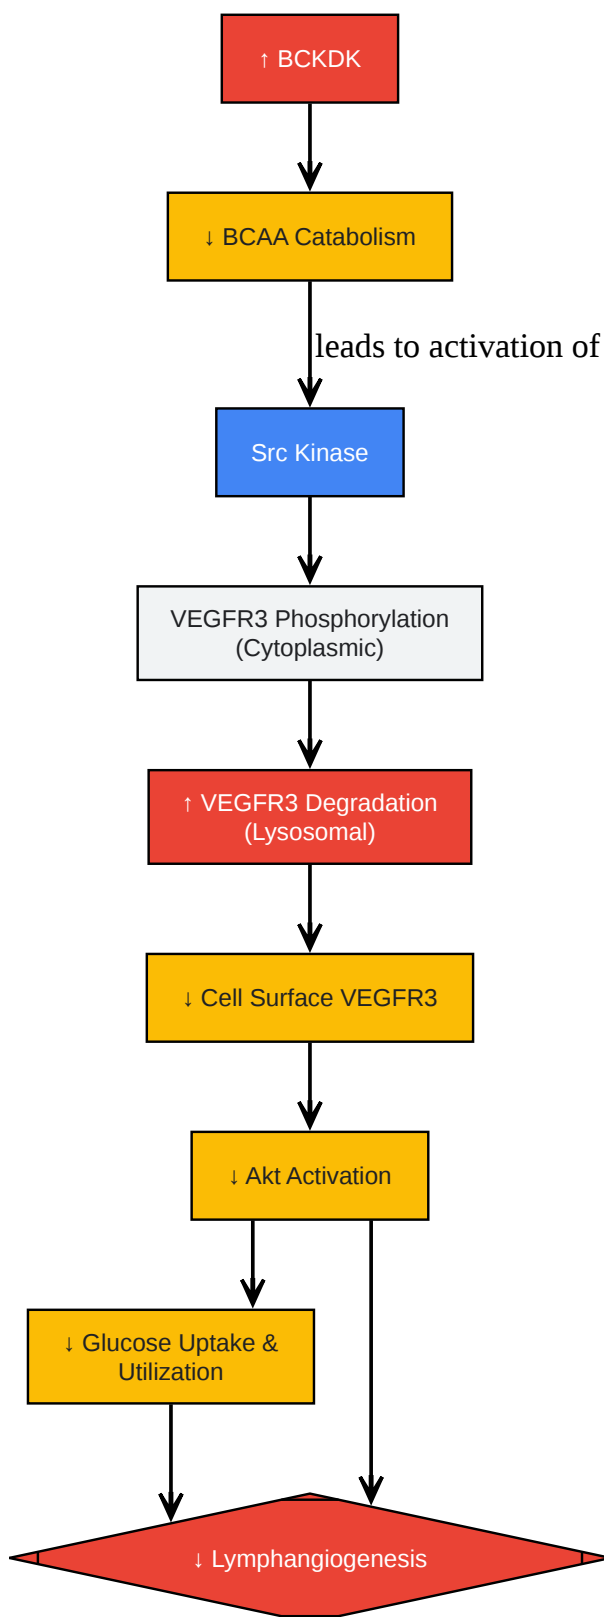 ↑ BCKDK
↓ BCAA Catabolism
leads to activation of
Src Kinase
VEGFR3 Phosphorylation
(Cytoplasmic)
↑ VEGFR3 Degradation
(Lysosomal)
↓ Cell Surface VEGFR3
↓ Akt Activation
↓ Glucose Uptake &
Utilization
↓ Lymphangiogenesis